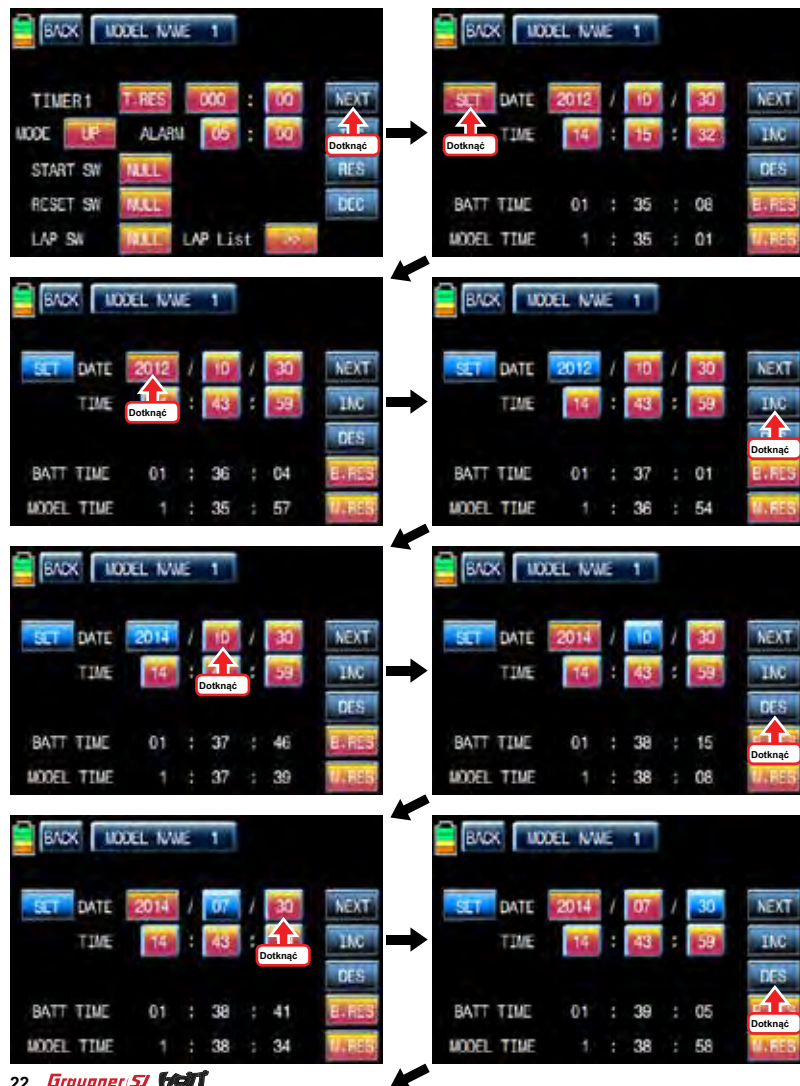 BACK MODEL NAME 1
TIMER1 T.RES 000 : 00 NEXT
MODE UP ALARM 05 : 00
Dotknąć
START SW NULL RES
RESET SW NULL DEC
LAP SW NULL LAP List >>
BACK MODEL NAME 1
SET DATE 2012 / 10 / 30 NEXT
TIME 14 : 15 : 32 INC
Dotknąć
DES
BATT TIME 01 : 35 : 08 B.RES
MODEL TIME 1 : 35 : 01 M.RES
BACK MODEL NAME 1
SET DATE 2012 / 10 / 30 NEXT
TIME : 43 : 59 INC
Dotknąć
DES
BATT TIME 01 : 36 : 04 B.RES
MODEL TIME 1 : 35 : 57 M.RES
BACK MODEL NAME 1
SET DATE 2012 / 10 / 30 NEXT
TIME 14 : 43 : 59 INC
Dotknąć
BATT TIME 01 : 37 : 01 B.RES
MODEL TIME 1 : 36 : 54 M.RES
BACK MODEL NAME 1
SET DATE 2014 / 10 / 30 NEXT
TIME 14 : : 59 INC
Dotknąć
DES
BATT TIME 01 : 37 : 46 B.RES
MODEL TIME 1 : 37 : 39 M.RES
BACK MODEL NAME 1
SET DATE 2014 / 10 / 30 NEXT
TIME 14 : 43 : 59 INC
DES
BATT TIME 01 : 38 : 15
Dotknąć
MODEL TIME 1 : 38 : 08 M.RES
BACK MODEL NAME 1
SET DATE 2014 / 07 / 30 NEXT
TIME 14 : 43 : INC
Dotknąć
DES
BATT TIME 01 : 38 : 41 B.RES
MODEL TIME 1 : 38 : 34 M.RES
BACK MODEL NAME 1
SET DATE 2014 / 07 / 30 NEXT
TIME 14 : 43 : 59 INC
DES
BATT TIME 01 : 39 : 05
Dotknąć
MODEL TIME 1 : 38 : 58 M.RES
22 Graupner/SJ